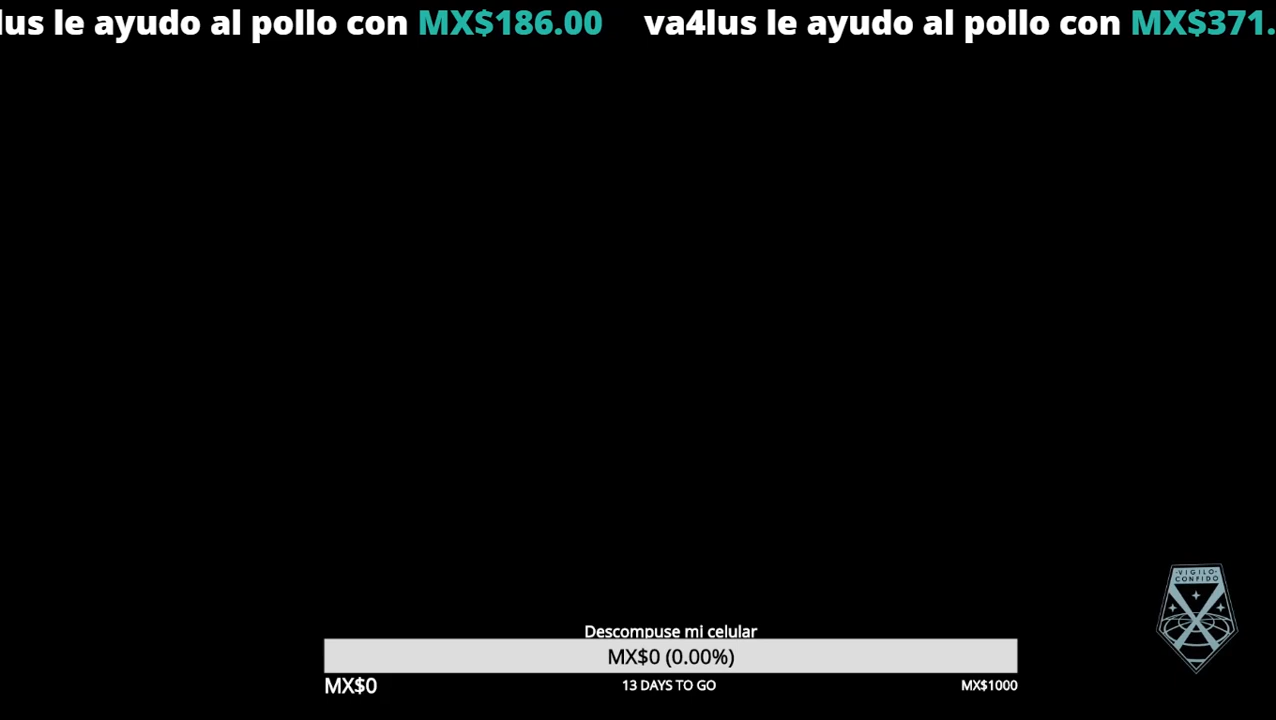 lus le ayudo al pollo con MX$186.00 va4lus le ayudo al pollo con MX$371.
·VIGILO·
CONFIDO
Descompuse mi celular
MX$0 (0.00%)
MX$0 13 DAYS TO GO MX$1000